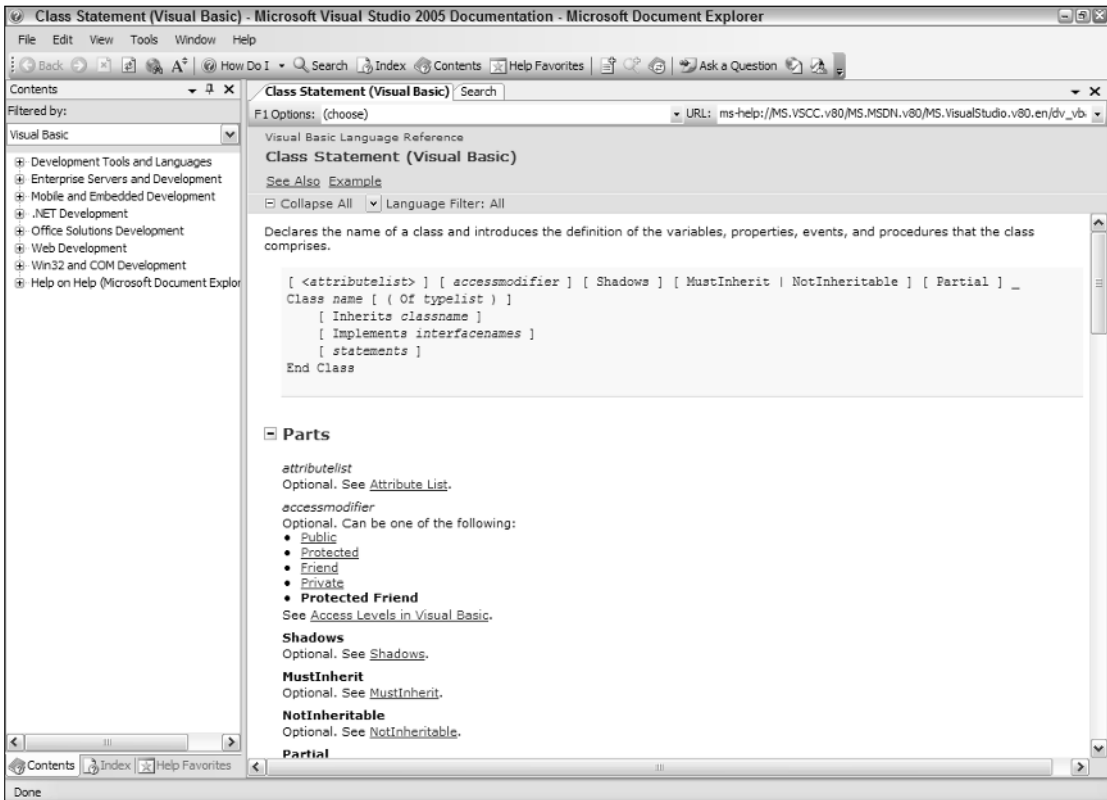 Class Statement (Visual Basic) - Microsoft Visual Studio 2005 Documentation - Microsoft Document Explorer
File Edit View Tools Window Help
Back How Do I Search Index Contents Help Favorites Ask a Question
Contents
Filtered by:
Visual Basic
Development Tools and Languages
Enterprise Servers and Development
Mobile and Embedded Development
.NET Development
Office Solutions Development
Web Development
Win32 and COM Development
Help on Help (Microsoft Document Explor
Contents Index Help Favorites
Class Statement (Visual Basic) Search
F1 Options: (choose) URL: ms-help://MS.VSCC.v80/MS.MSDN.v80/MS.VisualStudio.v80.en/dv_vb
Visual Basic Language Reference
Class Statement (Visual Basic)
See Also Example
Collapse All Language Filter: All
Declares the name of a class and introduces the definition of the variables, properties, events, and procedures that the class
comprises.
[ <attributelist> ] [ accessmodifier ] [ Shadows ] [ MustInherit | NotInheritable ] [ Partial ] _
Class name [ ( Of typelist ) ]
[ Inherits classname ]
[ Implements interfacenames ]
[ statements ]
End Class
Parts
attributelist
Optional. See Attribute List.
accessmodifier
Optional. Can be one of the following:
• Public
• Protected
• Friend
• Private
• Protected Friend
See Access Levels in Visual Basic.
Shadows
Optional. See Shadows.
MustInherit
Optional. See MustInherit.
NotInheritable
Optional. See NotInheritable.
Partial
Done